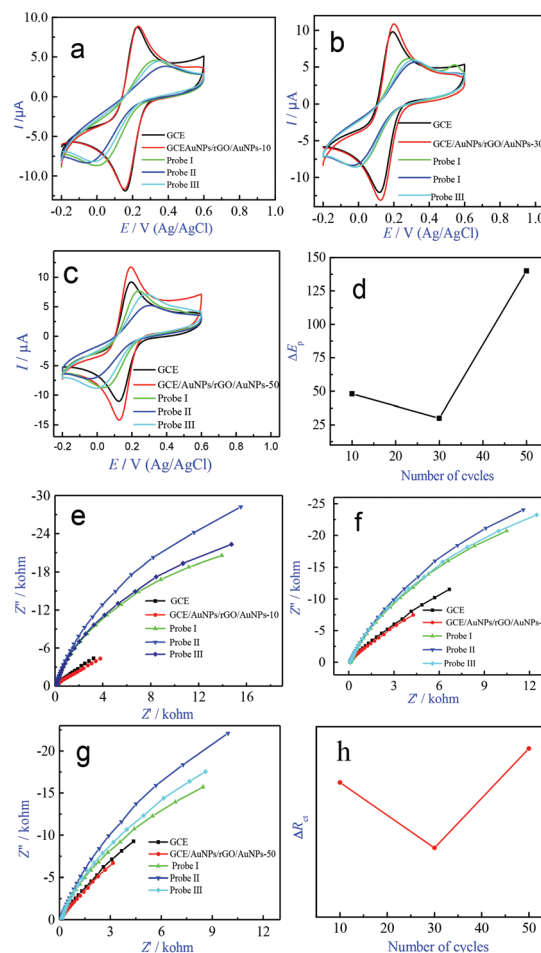 a
10.0
5.0
0.0
-5.0
-10.0
I /µA
GCE
GCEAuNPs/rGO/AuNPs-10
Probe I
Probe II
Probe III
-0.2 0.0 0.2 0.4 0.6 0.8 1.0
E / V (Ag/AgCl)
b
10
5
0
-5
-10
I / µA
GCE
GCE/AuNPs/rGO/AuNPs-30
Probe I
Probe I
Probe III
-0.2 0.0 0.2 0.4 0.6 0.8 1.0
E / V (Ag/AgCl)
c
15
10
5
0
-5
-10
-15
I / µA
GCE
GCE/AuNPs/rGO/AuNPs-50
Probe I
Probe II
Probe III
-0.2 0.0 0.2 0.4 0.6 0.8 1.0
E / V (Ag/AgCl)
d
150
125
100
75
50
25
ΔEp
10 20 30 40 50
Number of cycles
e
-30
-24
-18
-12
-6
0
Z'' / kohm
GCE
GCE/AuNPs/rGO/AuNPs-10
Probe I
Probe II
Probe III
0 4 8 12 16 20
Z' / kohm
f
-25
-20
-15
-10
-5
0
Z'' / kohm
GCE
GCE/AuNPs/rGO/AuNPs-
Probe I
Probe II
Probe III
0 3 6 9 12
Z' / kohm
g
-20
-15
-10
-5
0
Z'' / kohm
GCE
GCE/AuNPs/rGO/AuNPs-50
Probe I
Probe II
Probe III
0 3 6 9 12 15
Z' / kohm
h
ΔRct
10 20 30 40 50
Number of cycles